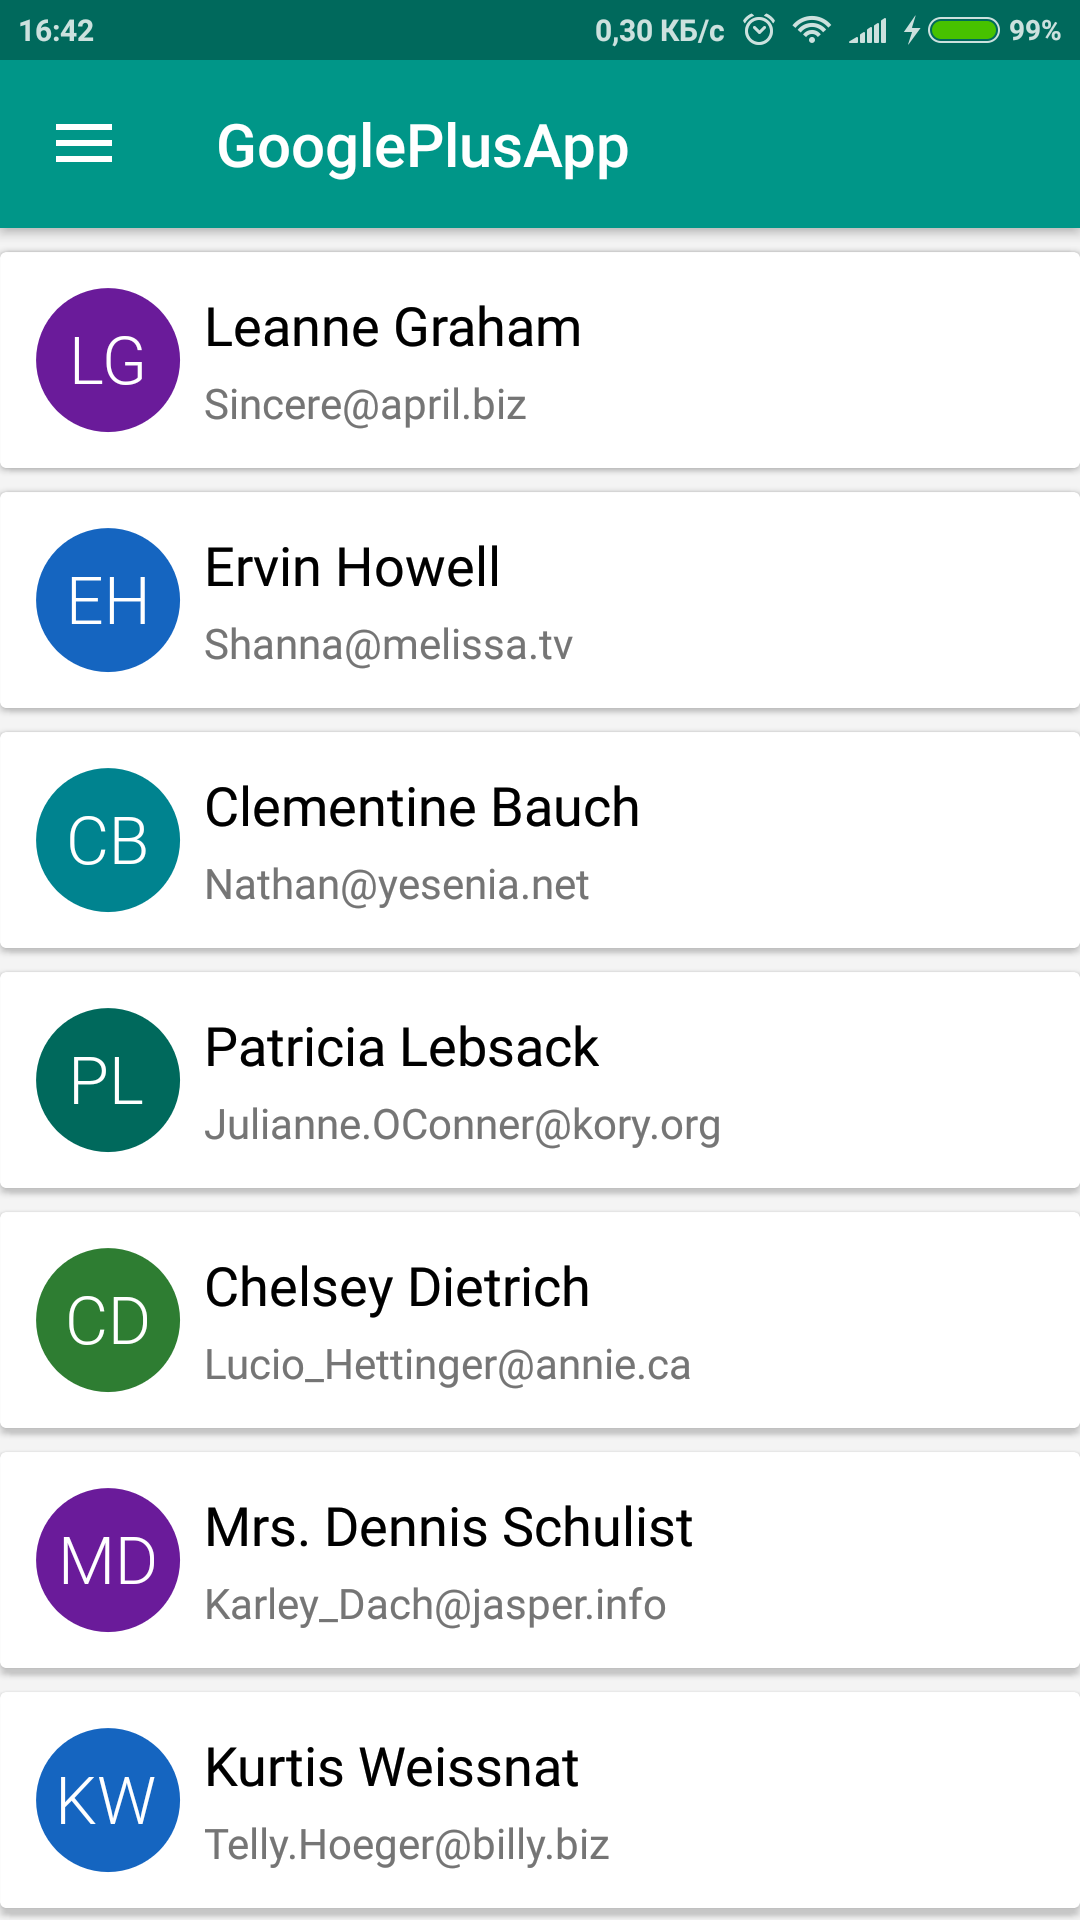 16:42 0,30 КБ/с 99%
GooglePlusApp
LG Leanne Graham
Sincere@april.biz
EH Ervin Howell
Shanna@melissa.tv
CB Clementine Bauch
Nathan@yesenia.net
PL Patricia Lebsack
Julianne.OConner@kory.org
CD Chelsey Dietrich
Lucio_Hettinger@annie.ca
MD Mrs. Dennis Schulist
Karley_Dach@jasper.info
KW Kurtis Weissnat
Telly.Hoeger@billy.biz